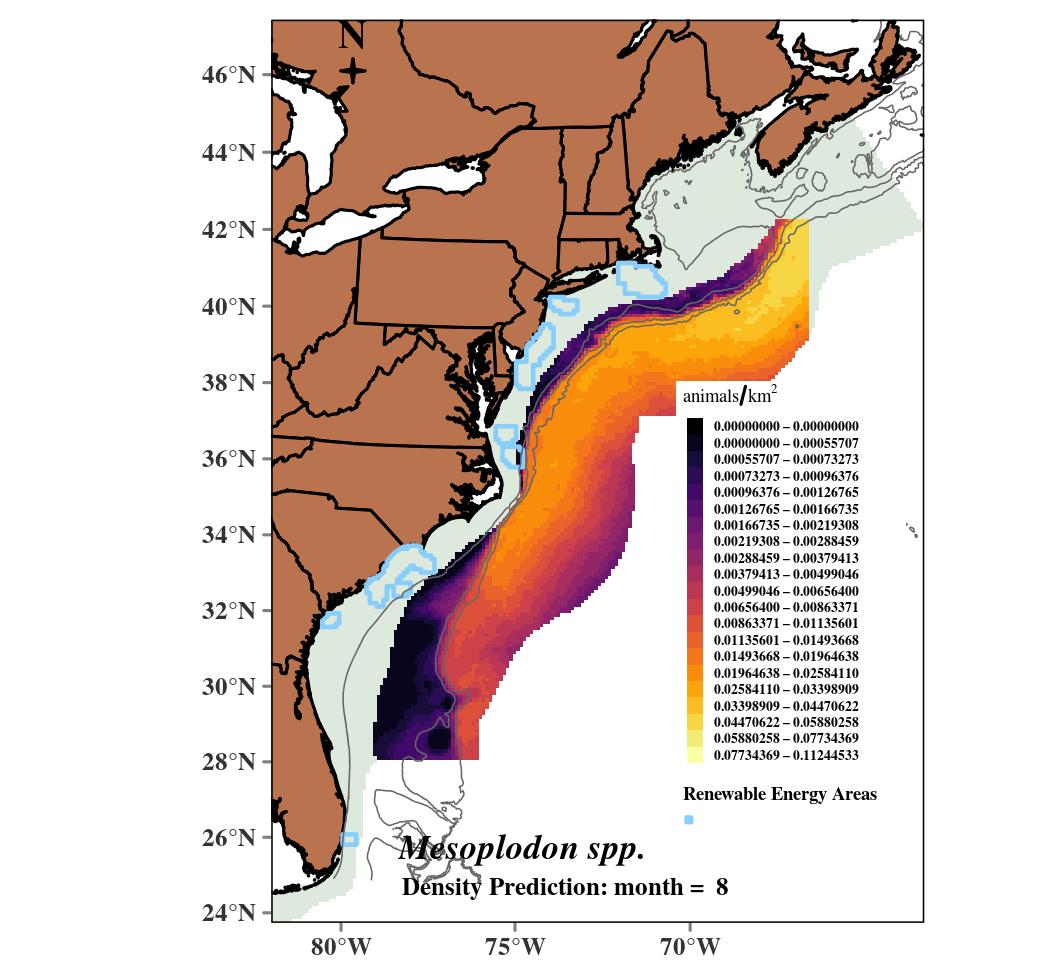 N
46°N
44°N
42°N
40°N
38°N
36°N
34°N
32°N
30°N
28°N
26°N
24°N
80°W
75°W
70°W
animals/km2
0.00000000 – 0.00000000
0.00000000 – 0.00055707
0.00055707 – 0.00073273
0.00073273 – 0.00096376
0.00096376 – 0.00126765
0.00126765 – 0.00166735
0.00166735 – 0.00219308
0.00219308 – 0.00288459
0.00288459 – 0.00379413
0.00379413 – 0.00499046
0.00499046 – 0.00656400
0.00656400 – 0.00863371
0.00863371 – 0.01135601
0.01135601 – 0.01493668
0.01493668 – 0.01964638
0.01964638 – 0.02584110
0.02584110 – 0.03398909
0.03398909 – 0.04470622
0.04470622 – 0.05880258
0.05880258 – 0.07734369
0.07734369 – 0.11244533
Renewable Energy Areas
Mesoplodon spp.
Density Prediction: month = 8